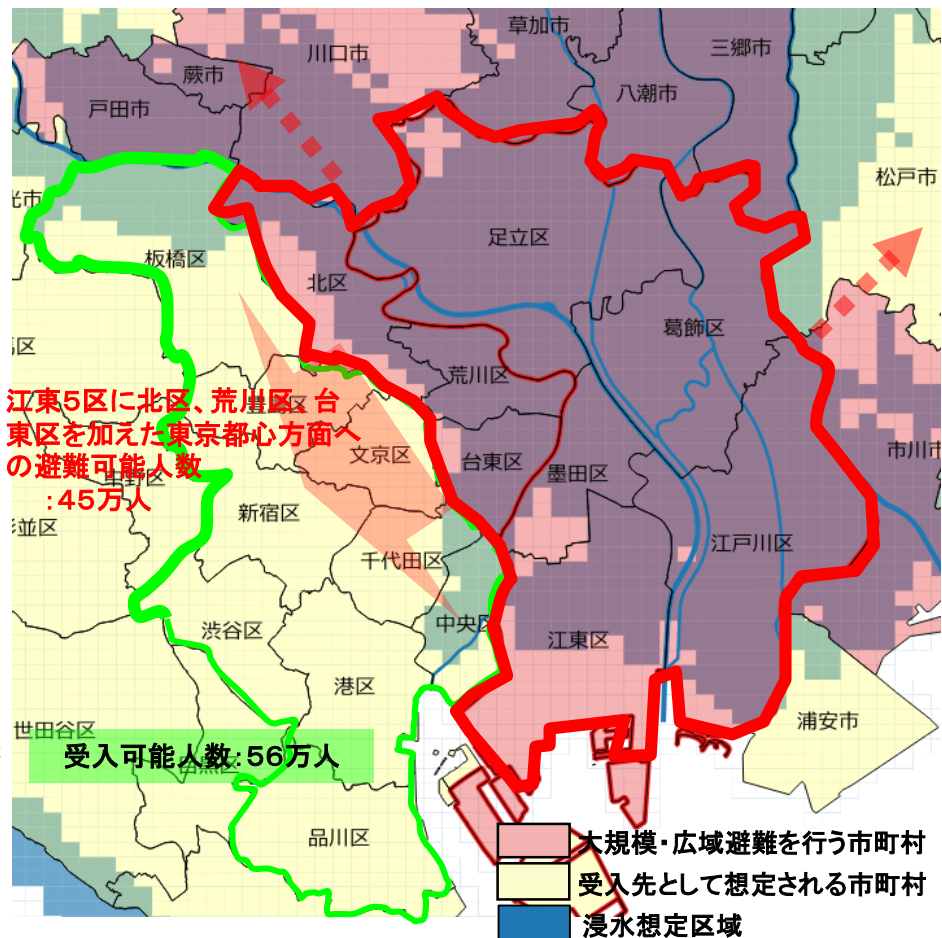 草加市
三郷市
川口市
蕨市
八潮市
戸田市
松戸市
光市
足立区
板橋区
北区
葛飾区
荒川区
江東5区に北区、荒川区、台
東区を加えた東京都心方面へ
の避難可能人数
:45万人
文京区
台東区
墨田区
市川市
中野区
新宿区
江戸川区
千代田区
中央区
渋谷区
江東区
港区
世田谷区
浦安市
受入可能人数:56万人
品川区
大規模・広域避難を行う市町村
受入先として想定される市町村
浸水想定区域